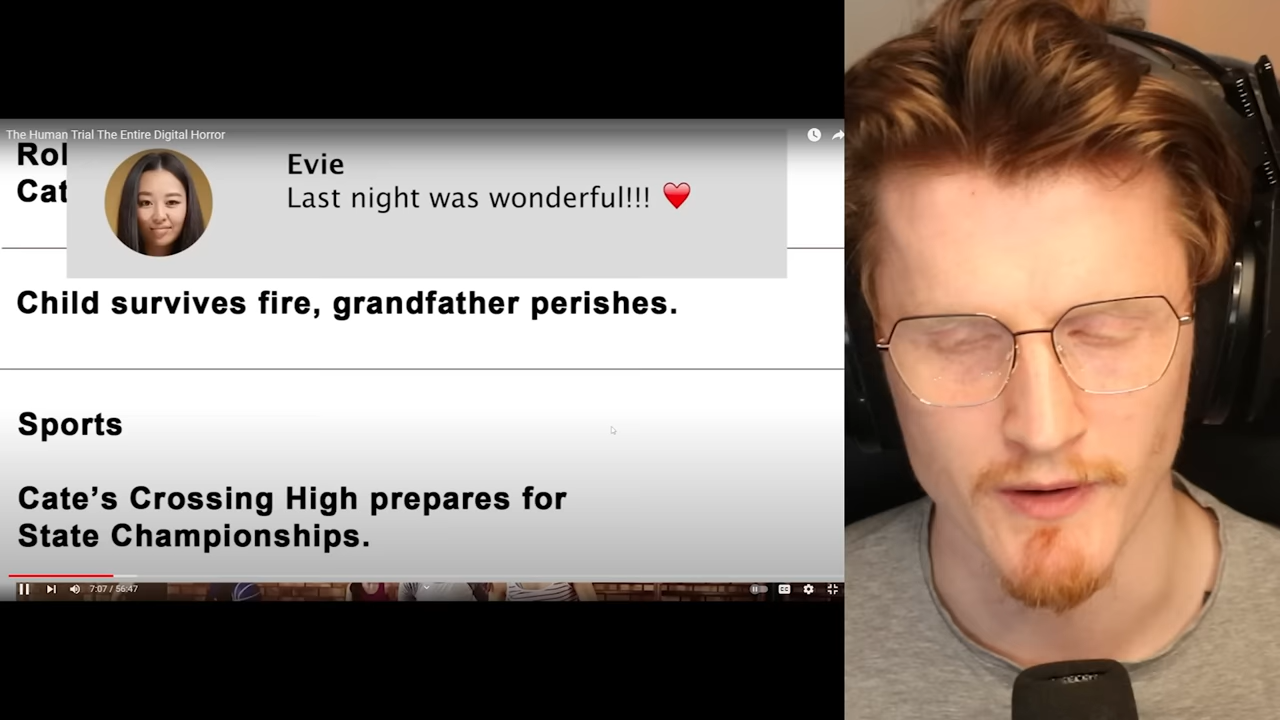 The Human Trial The Entire Digital Horror
Rol
Cat
Evie
Last night was wonderful!!! ❤️
Child survives fire, grandfather perishes.
Sports
Cate's Crossing High prepares for
State Championships.
7:07 / 56:47